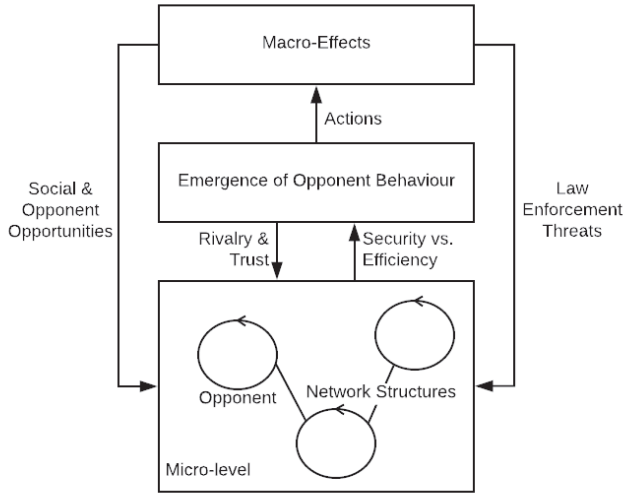 Macro-Effects
Actions
Emergence of Opponent Behaviour
Social &
Opponent
Opportunities
Law
Enforcement
Threats
Rivalry &
Trust
Security vs.
Efficiency
Opponent
Network Structures
Micro-level